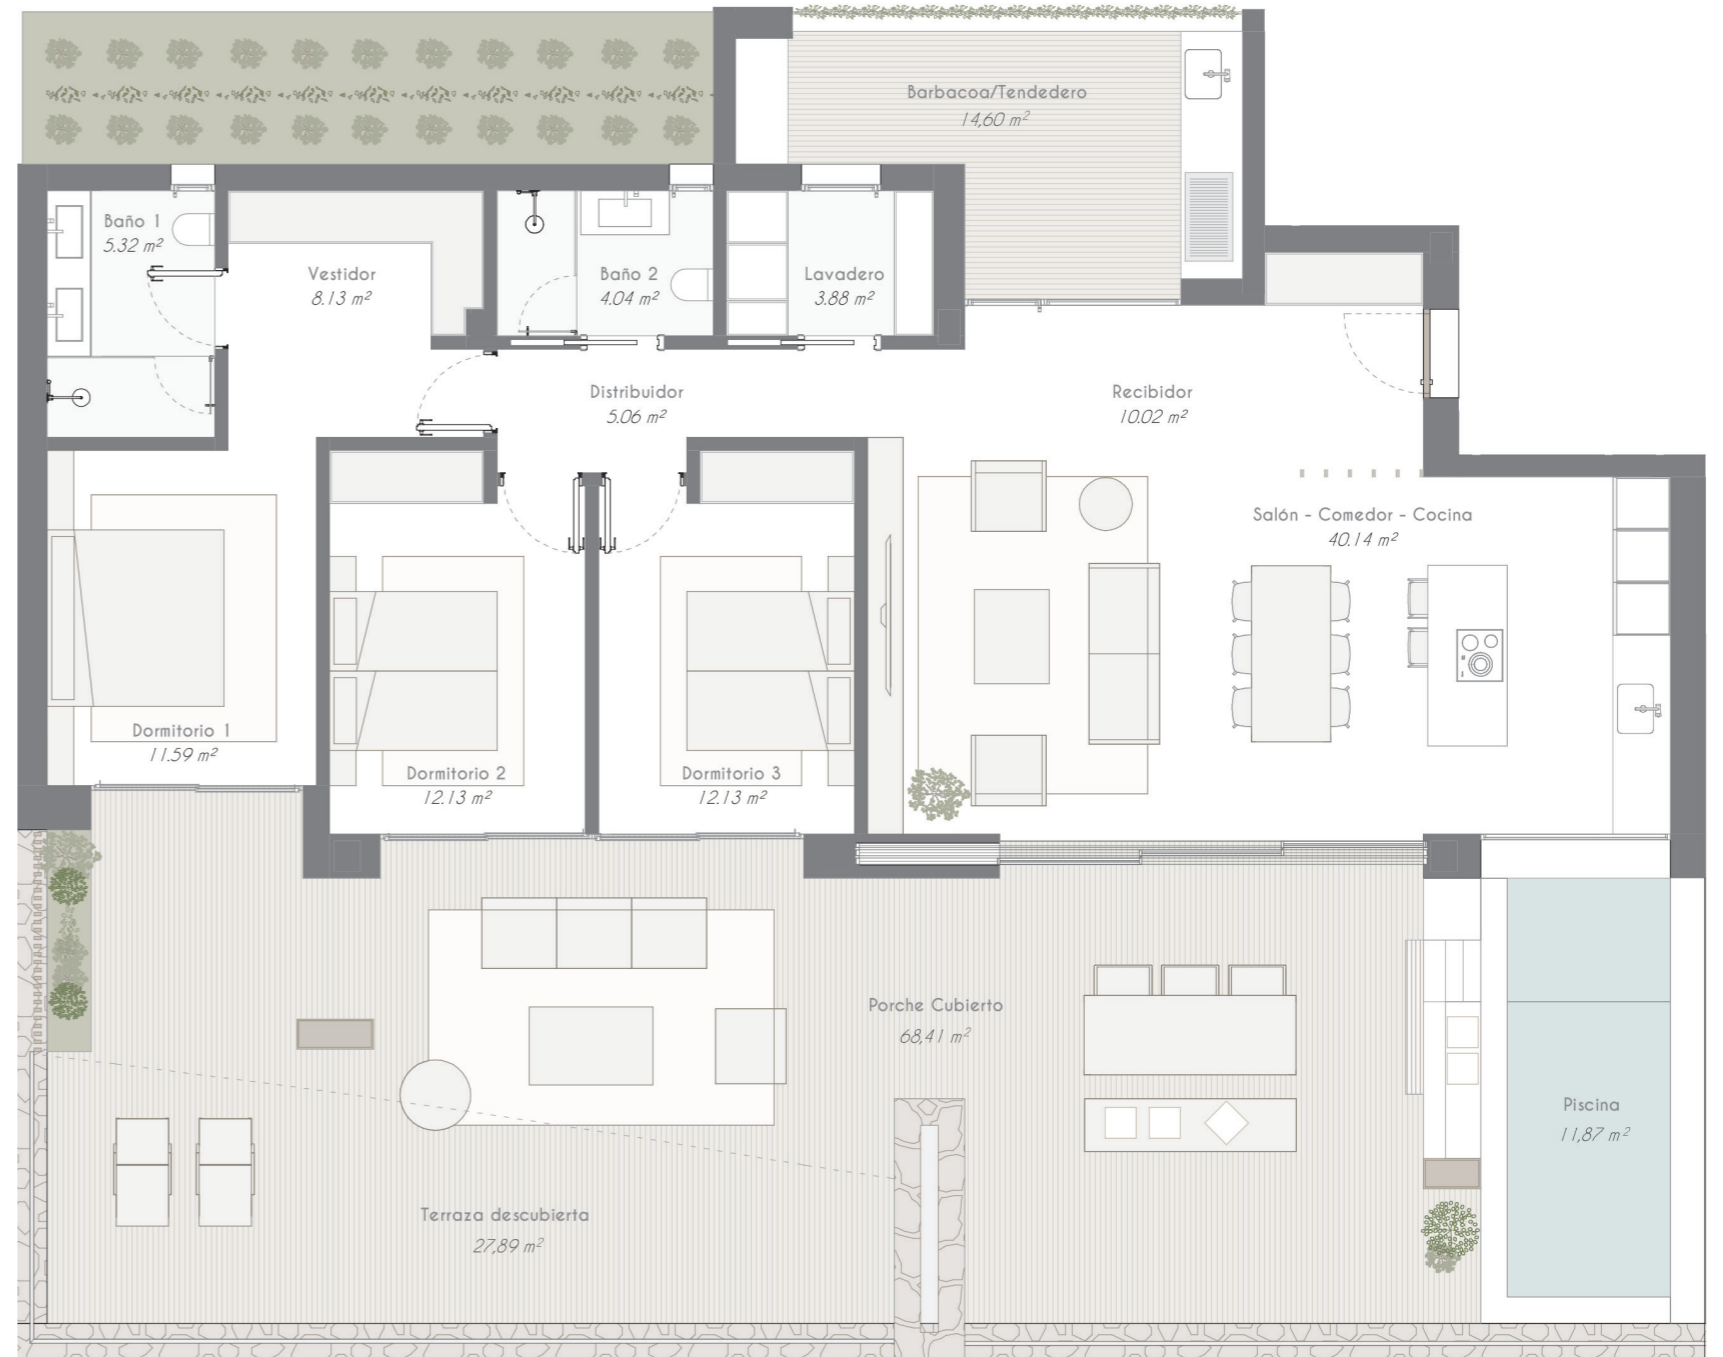 Barbacoa/Tendedero
14,60 m²
Baño 1
5.32 m²
Vestidor
8.13 m²
Baño 2
4.04 m²
Lavadero
3.88 m²
Distribuidor
5.06 m²
Recibidor
10.02 m²
Salón - Comedor - Cocina
40.14 m²
Dormitorio 1
11.59 m²
Dormitorio 2
12.13 m²
Dormitorio 3
12.13 m²
Porche Cubierto
68,41 m²
Piscina
11,87 m²
Terraza descubierta
27,89 m²